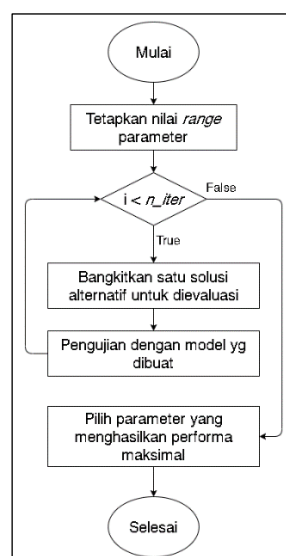 Mulai
Tetapkan nilai range
parameter
i < n_iter
False
True
Bangkitkan satu solusi
alternatif untuk dievaluasi
Pengujian dengan model yg
dibuat
Pilih parameter yang
menghasilkan performa
maksimal
Selesai